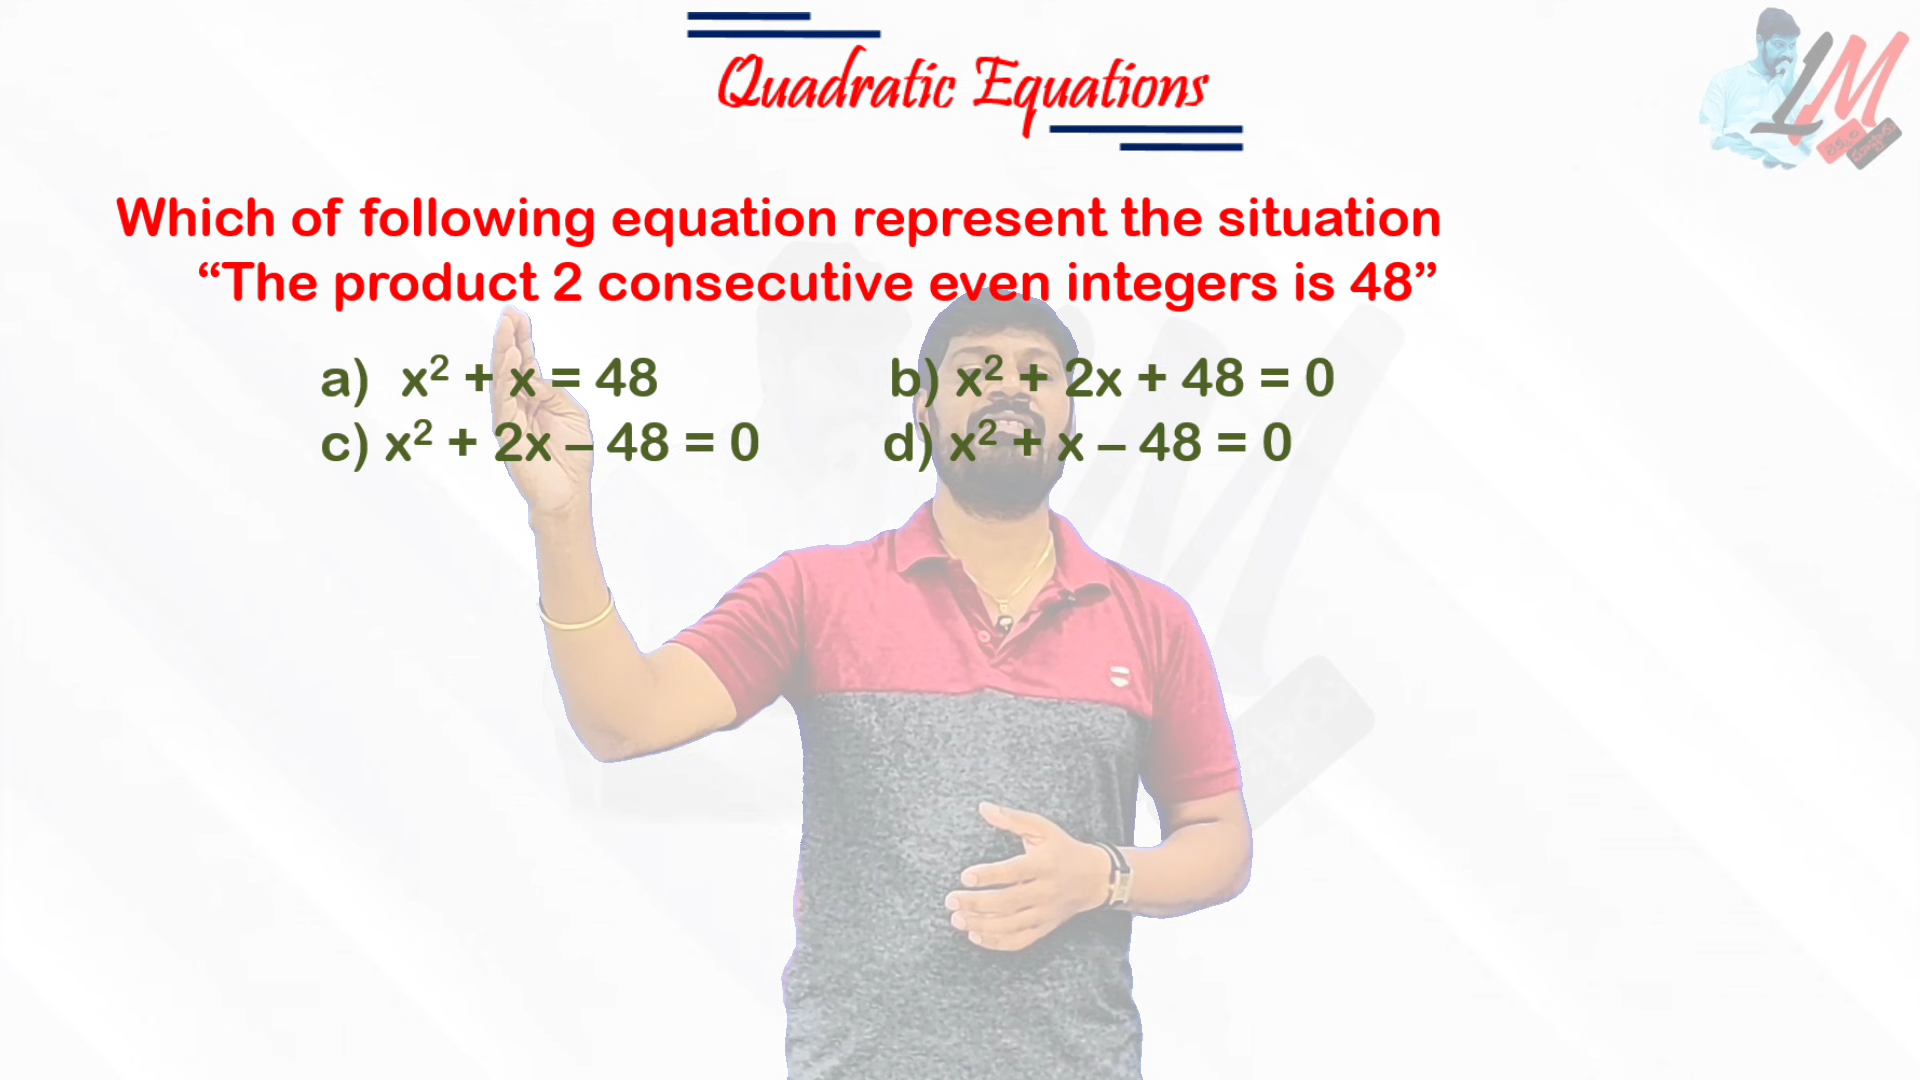 Quadratic Equations
LM
Which of following equation represent the situation
“The product 2 consecutive even integers is 48”
a) x² + x = 48 b) x² + 2x + 48 = 0
c) x² + 2x – 48 = 0 d) x² + x – 48 = 0